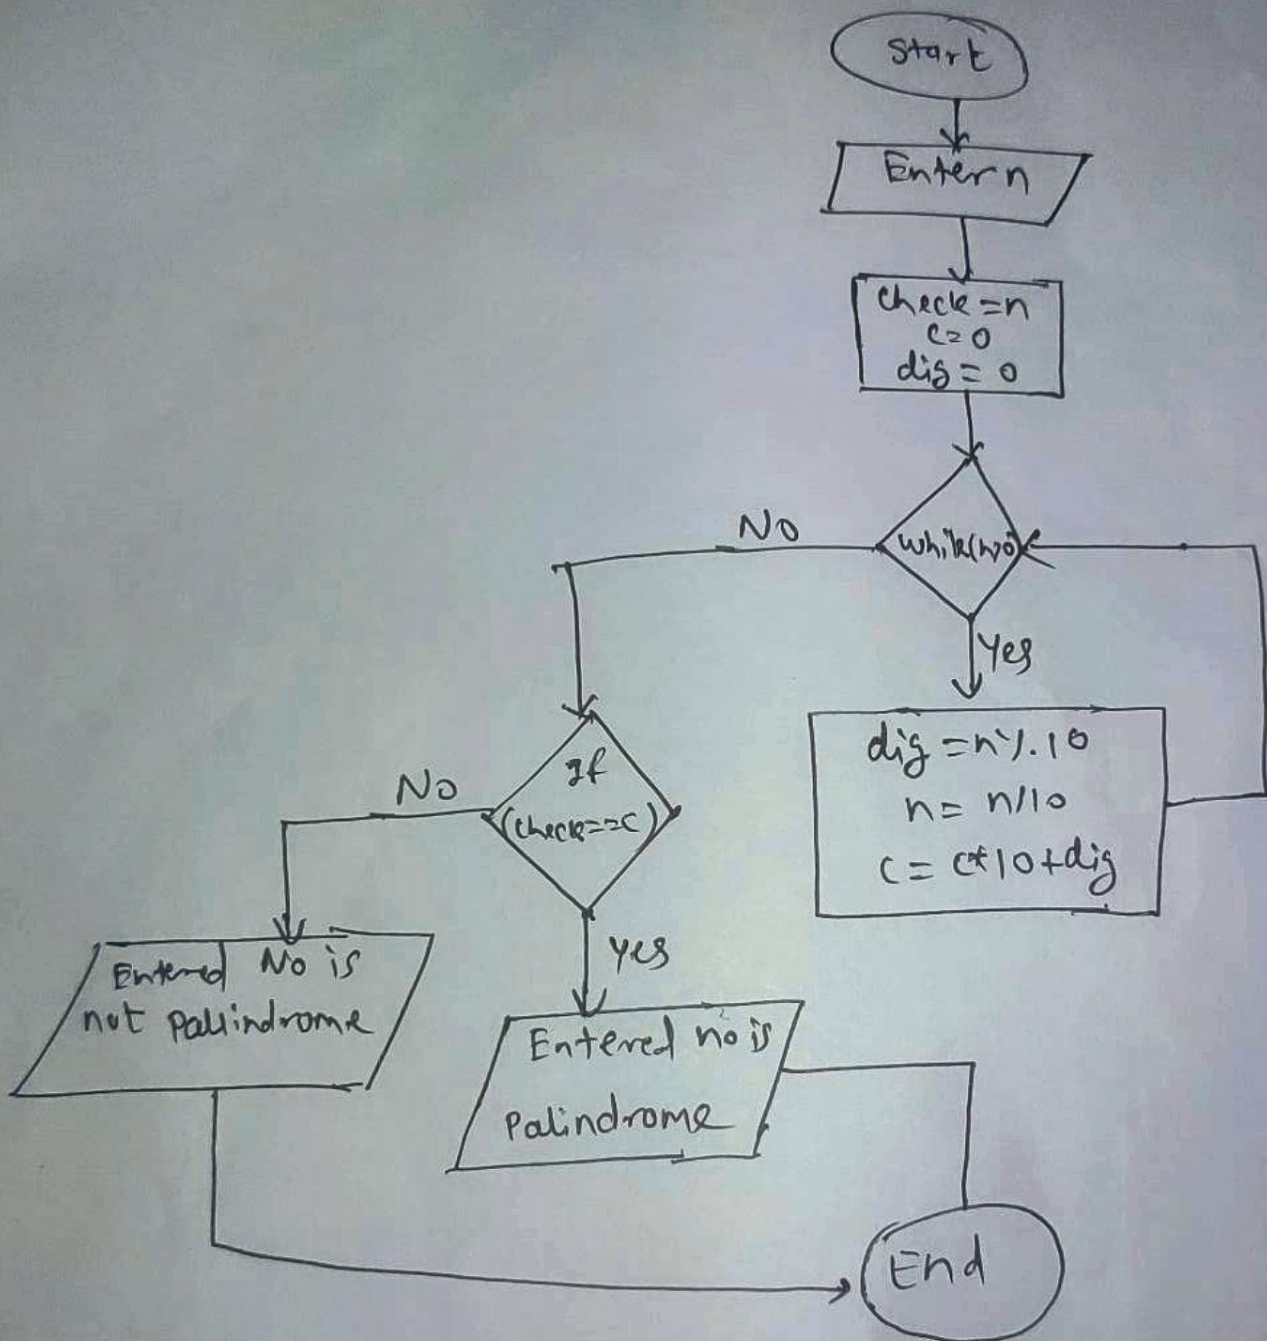 Start
Enter n
check = n
c = 0
dig = 0
while(n>0)
No
Yes
dig = n%10
n = n/10
c = c*10+dig
If
(check==c)
No
Yes
Entered No is
not Pallindrome
Entered no is
Palindrome
End